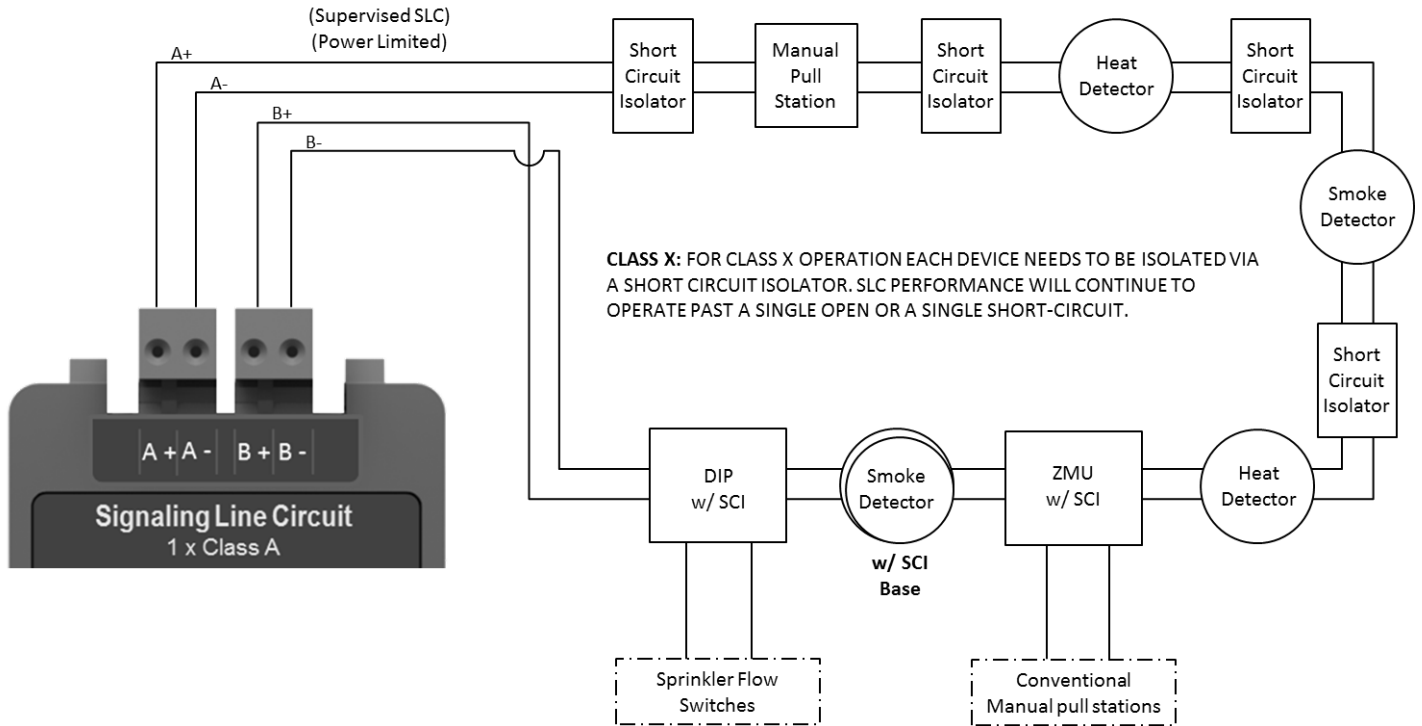 (Supervised SLC)
(Power Limited)
A+
A-
B+
B-
Short
Circuit
Isolator
Manual
Pull
Station
Short
Circuit
Isolator
Heat
Detector
Short
Circuit
Isolator
Smoke
Detector
CLASS X: FOR CLASS X OPERATION EACH DEVICE NEEDS TO BE ISOLATED VIA
A SHORT CIRCUIT ISOLATOR. SLC PERFORMANCE WILL CONTINUE TO
OPERATE PAST A SINGLE OPEN OR A SINGLE SHORT-CIRCUIT.
Short
Circuit
Isolator
A + A - B + B -
Signaling Line Circuit
1 x Class A
DIP
w/ SCI
Smoke
Detector
w/ SCI
Base
ZMU
w/ SCI
Heat
Detector
Sprinkler Flow
Switches
Conventional
Manual pull stations